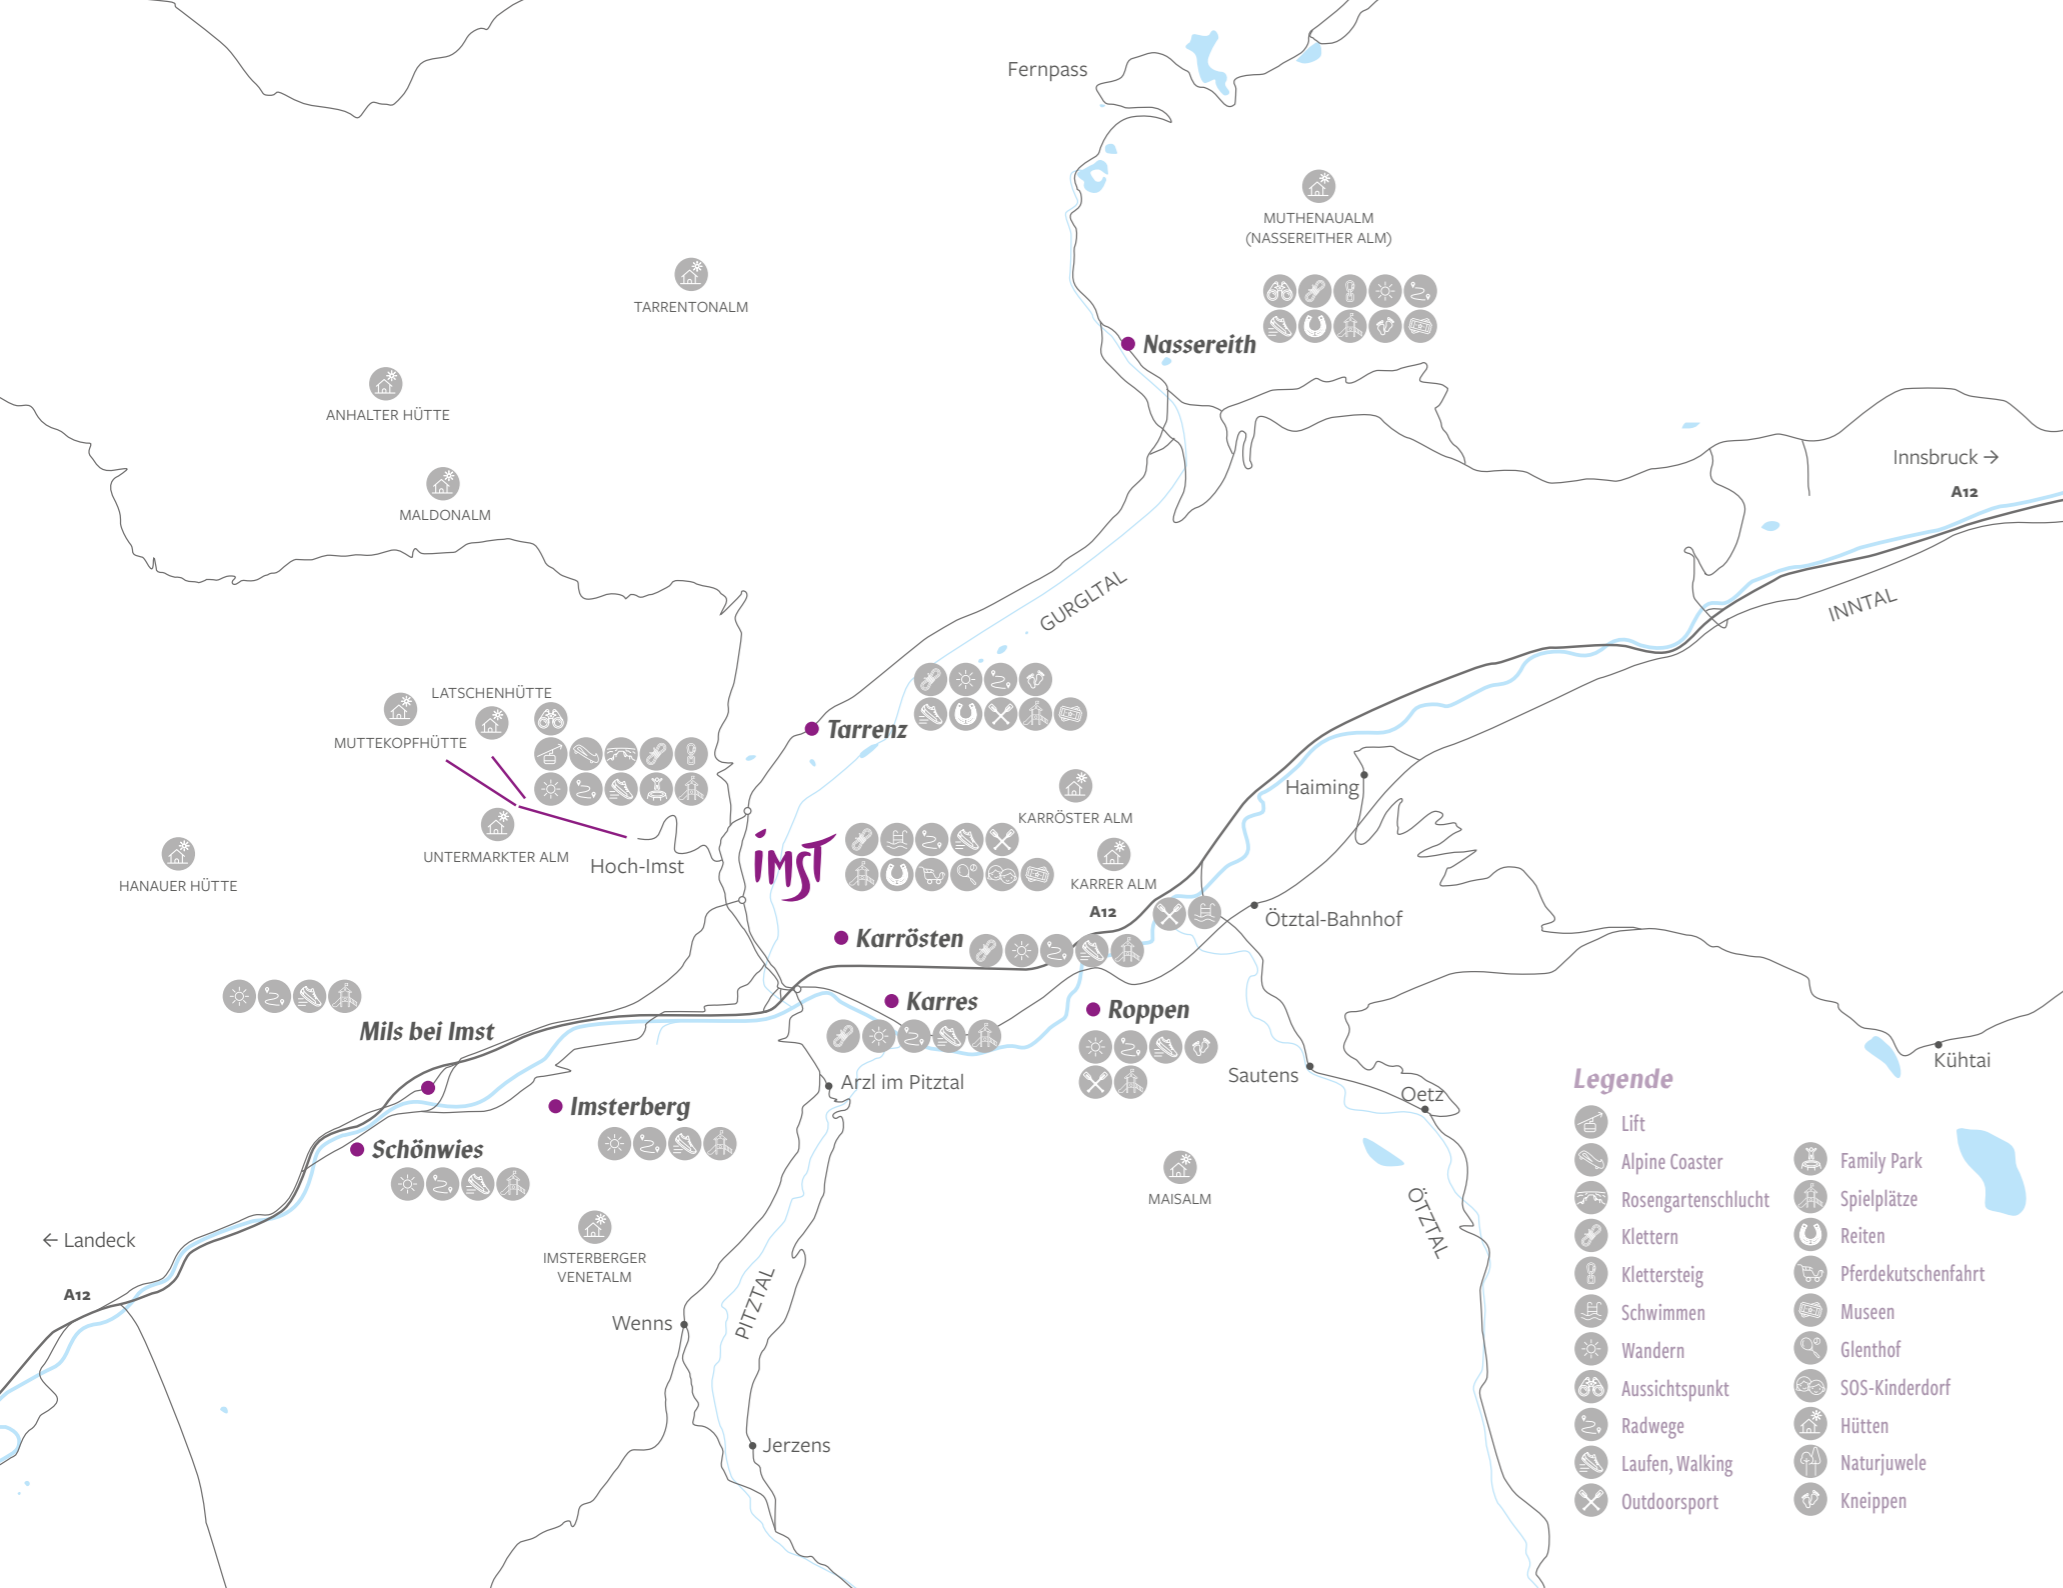 Fernpass
MUTHENAUALM
(NASSEREITHER ALM)
TARRENTONALM
Nassereith
ANHALTER HÜTTE
Innsbruck →
A12
MALDONALM
GURGLTAL
INNTAL
LATSCHENHÜTTE
MUTTEKOPFHÜTTE
Tarrenz
Haiming
KARRÖSTER ALM
UNTERMARKTER ALM
Hoch-Imst
IMST
HANAUER HÜTTE
KARRER ALM
A12
Ötztal-Bahnhof
Karrösten
Karres
Roppen
Mils bei Imst
Kühtai
Arzl im Pitztal
Sautens
Oetz
Imsterberg
Schönwies
MAISALM
ÖTZTAL
← Landeck
IMSTERBERGER
VENETALM
A12
PITZTAL
Wenns
Jerzens
Legende
Lift
Alpine Coaster
Rosengartenschlucht
Klettern
Klettersteig
Schwimmen
Wandern
Aussichtspunkt
Radwege
Laufen, Walking
Outdoorsport
Family Park
Spielplätze
Reiten
Pferdekutschenfahrt
Museen
Glenthof
SOS-Kinderdorf
Hütten
Naturjuwele
Kneippen